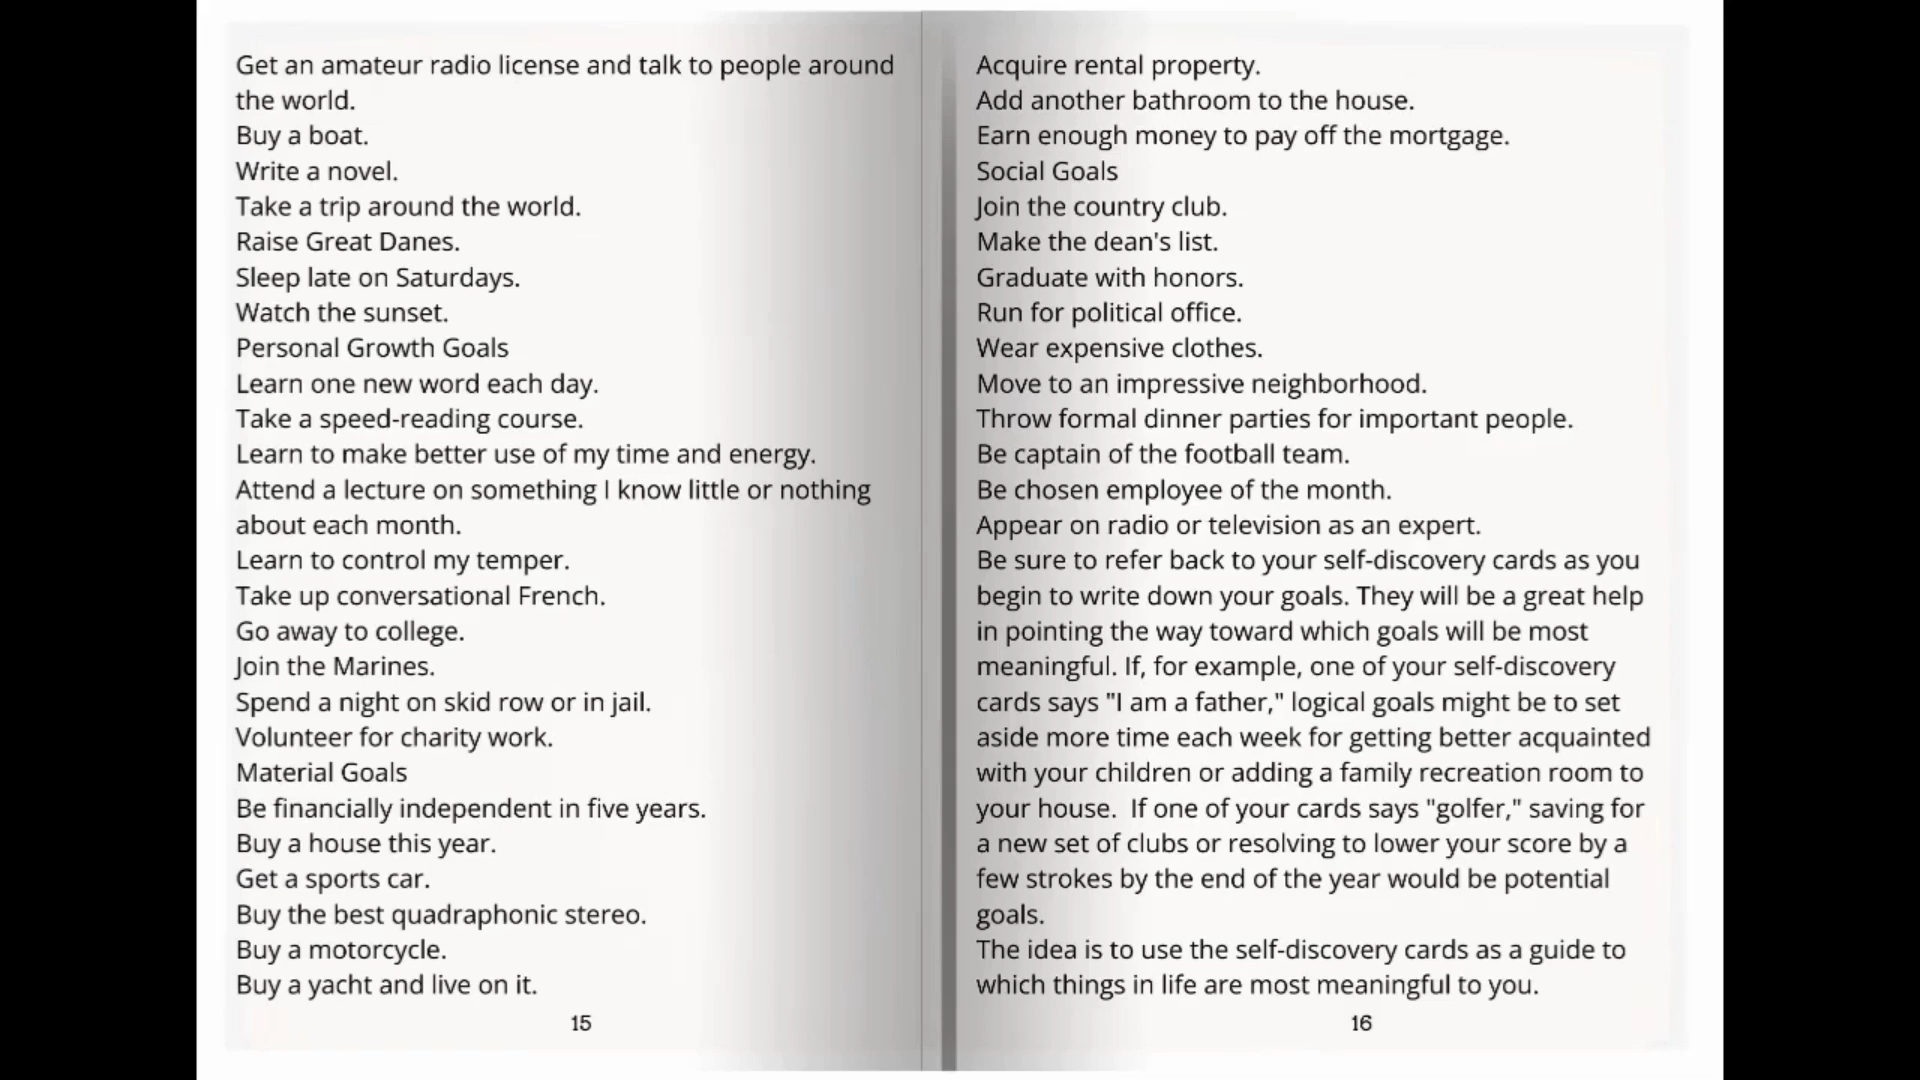 Get an amateur radio license and talk to people around
the world.
Buy a boat.
Write a novel.
Take a trip around the world.
Raise Great Danes.
Sleep late on Saturdays.
Watch the sunset.
Personal Growth Goals
Learn one new word each day.
Take a speed-reading course.
Learn to make better use of my time and energy.
Attend a lecture on something I know little or nothing
about each month.
Learn to control my temper.
Take up conversational French.
Go away to college.
Join the Marines.
Spend a night on skid row or in jail.
Volunteer for charity work.
Material Goals
Be financially independent in five years.
Buy a house this year.
Get a sports car.
Buy the best quadraphonic stereo.
Buy a motorcycle.
Buy a yacht and live on it.
15
Acquire rental property.
Add another bathroom to the house.
Earn enough money to pay off the mortgage.
Social Goals
Join the country club.
Make the dean's list.
Graduate with honors.
Run for political office.
Wear expensive clothes.
Move to an impressive neighborhood.
Throw formal dinner parties for important people.
Be captain of the football team.
Be chosen employee of the month.
Appear on radio or television as an expert.
Be sure to refer back to your self-discovery cards as you
begin to write down your goals. They will be a great help
in pointing the way toward which goals will be most
meaningful. If, for example, one of your self-discovery
cards says "I am a father," logical goals might be to set
aside more time each week for getting better acquainted
with your children or adding a family recreation room to
your house.  If one of your cards says "golfer," saving for
a new set of clubs or resolving to lower your score by a
few strokes by the end of the year would be potential
goals.
The idea is to use the self-discovery cards as a guide to
which things in life are most meaningful to you.
16